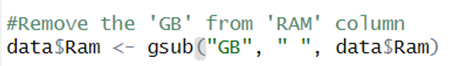 #Remove the 'GB' from 'RAM' column
data$Ram <- gsub("GB", " ", data$Ram)